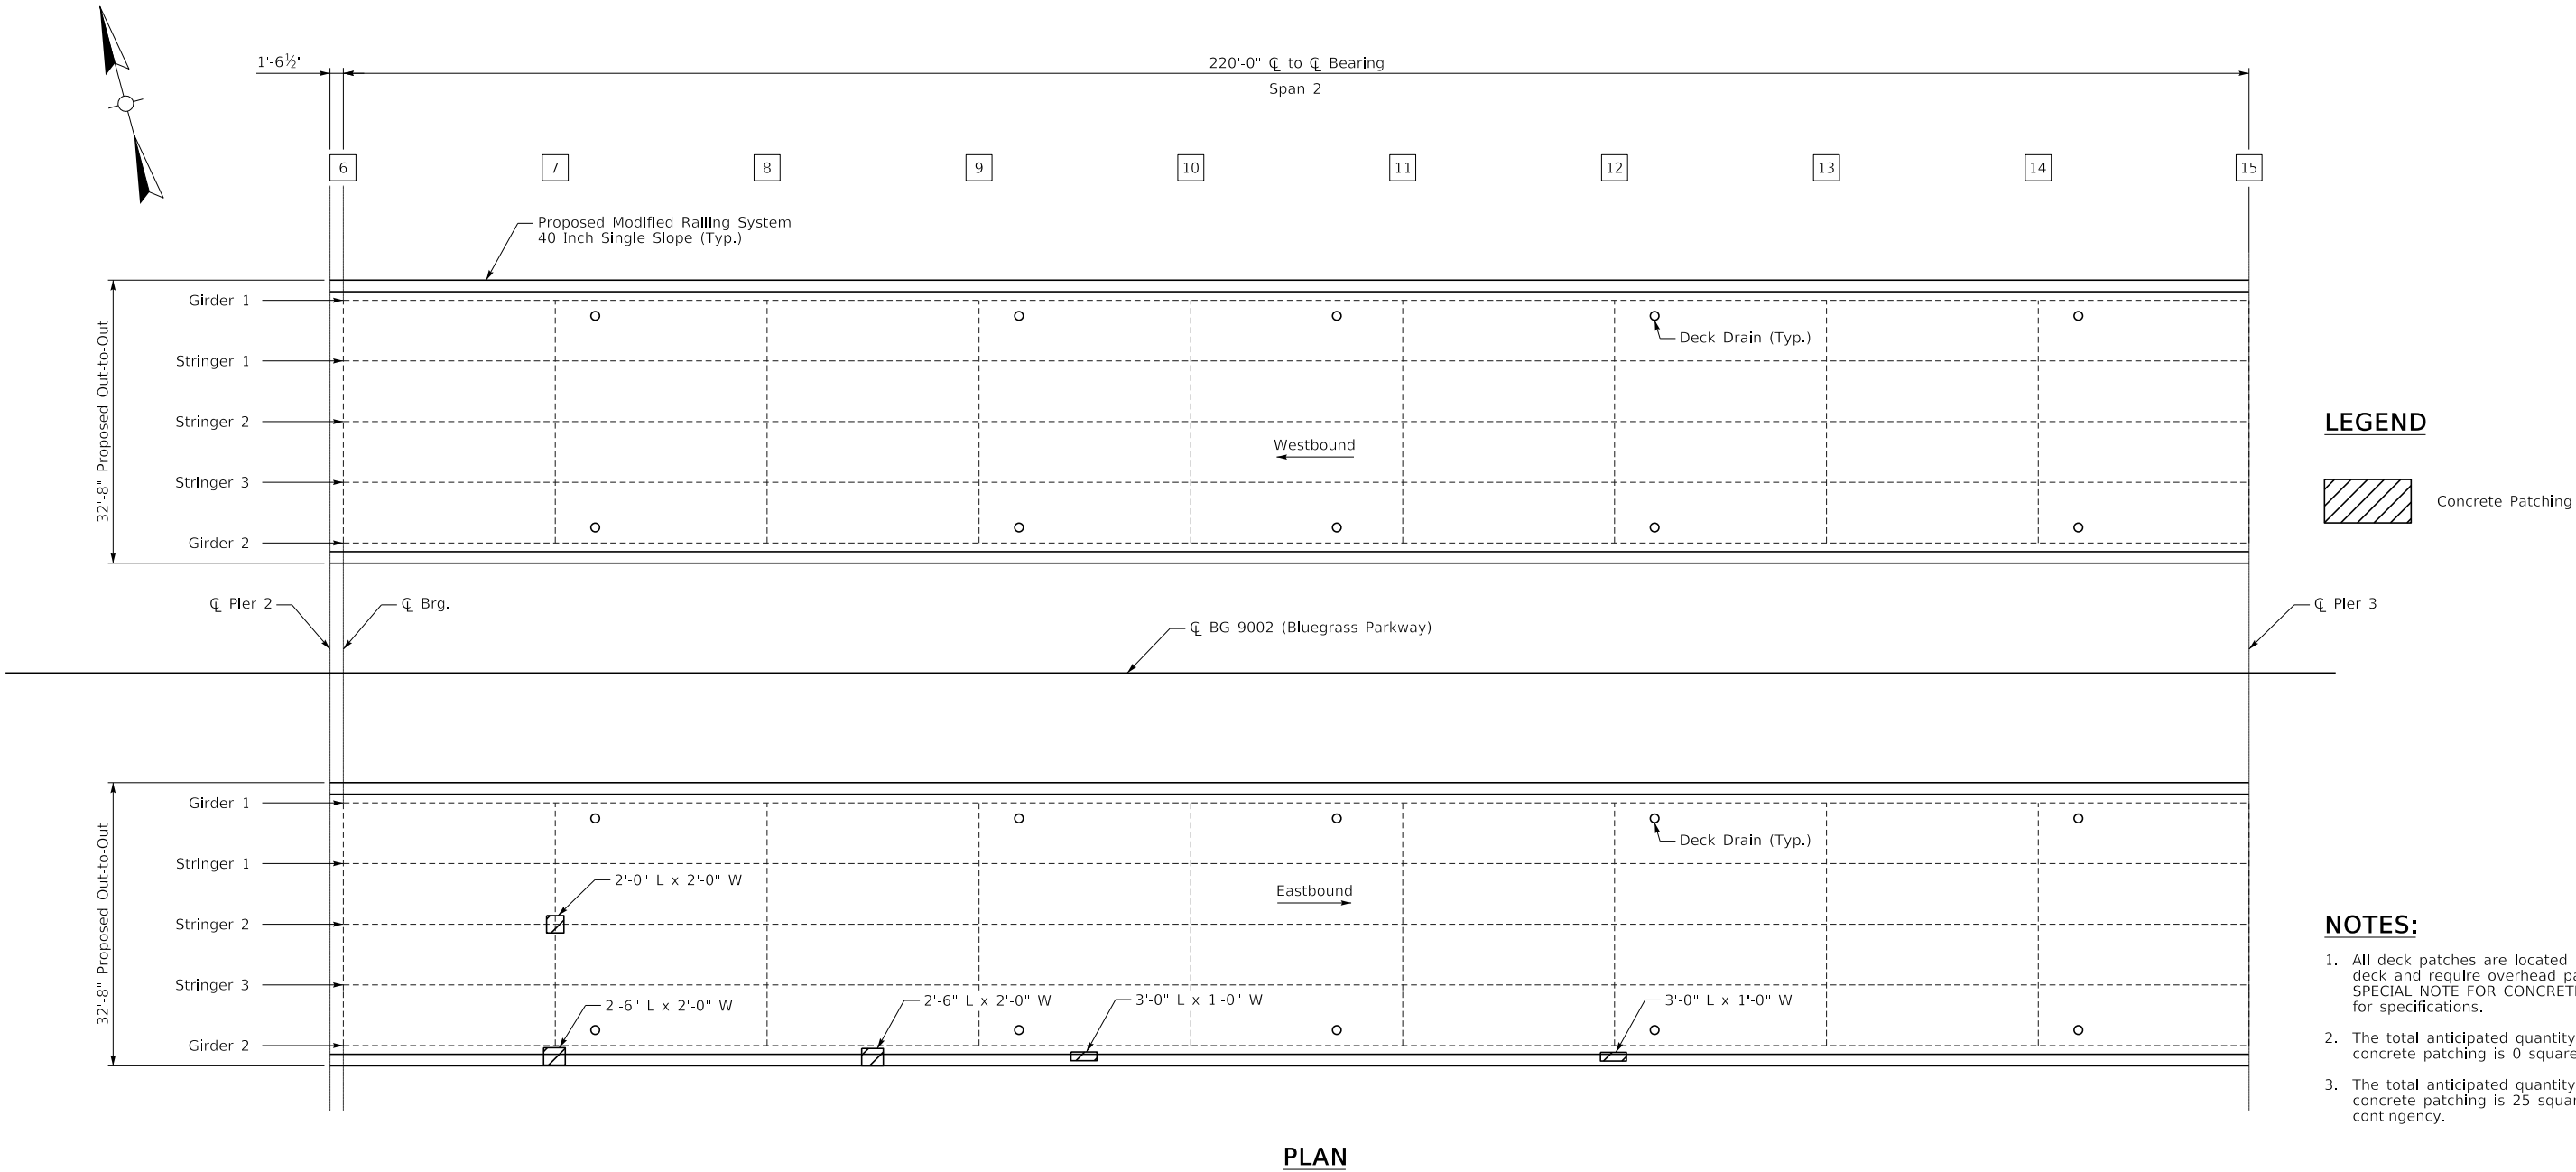 1'-6½"
220'-0" ℄ to ℄ Bearing
Span 2
6
7
8
9
10
11
12
13
14
15
Proposed Modified Railing System
40 Inch Single Slope (Typ.)
32'-8" Proposed Out-to-Out
Girder 1
Stringer 1
Stringer 2
Stringer 3
Girder 2
Deck Drain (Typ.)
Westbound
LEGEND
Concrete Patching
℄ Pier 2
℄ Brg.
℄ BG 9002 (Bluegrass Parkway)
℄ Pier 3
32'-8" Proposed Out-to-Out
Girder 1
Stringer 1
Stringer 2
Stringer 3
Girder 2
Deck Drain (Typ.)
2'-0" L x 2'-0" W
Eastbound
2'-6" L x 2'-0" W
2'-6" L x 2'-0" W
3'-0" L x 1'-0" W
3'-0" L x 1'-0" W
NOTES:
1. All deck patches are located
deck and require overhead
SPECIAL NOTE FOR
for specifications.
2. The total anticipated quantity
concrete patching is 0 square
3. The total anticipated quantity
concrete patching is 25
contingency.
PLAN